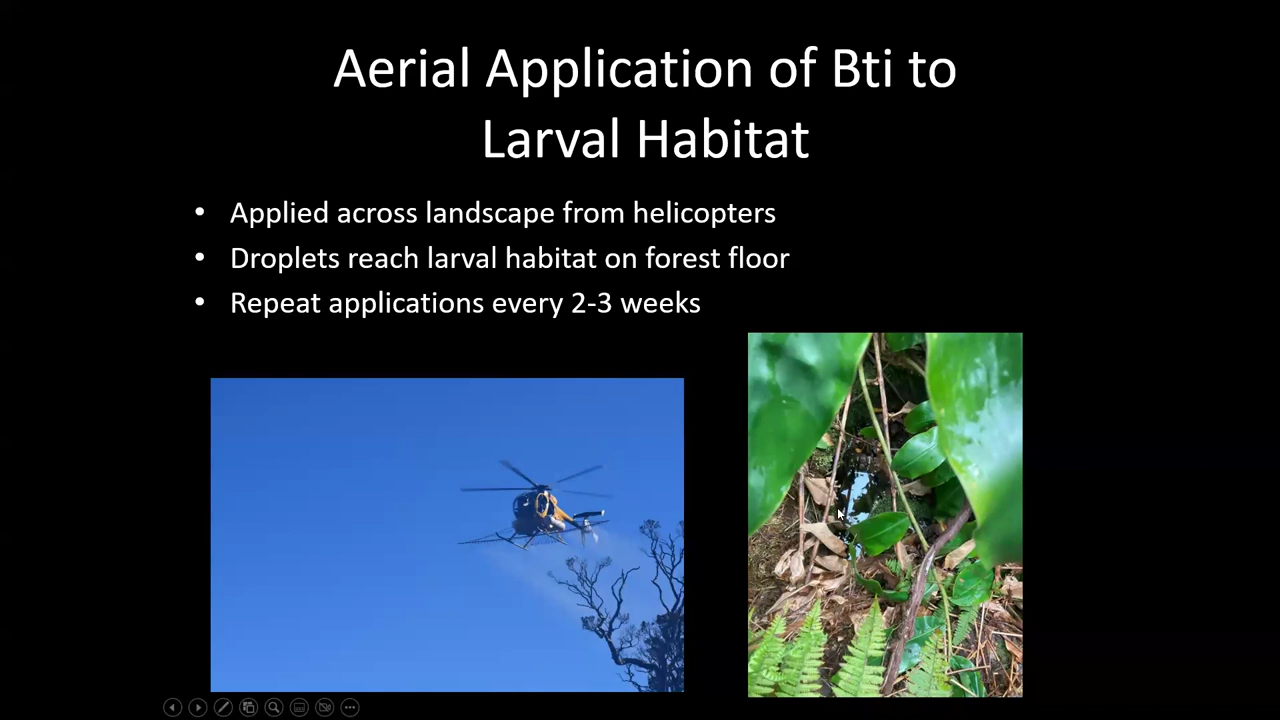 Aerial Application of Bti to
Larval Habitat
• Applied across landscape from helicopters
• Droplets reach larval habitat on forest floor
• Repeat applications every 2-3 weeks